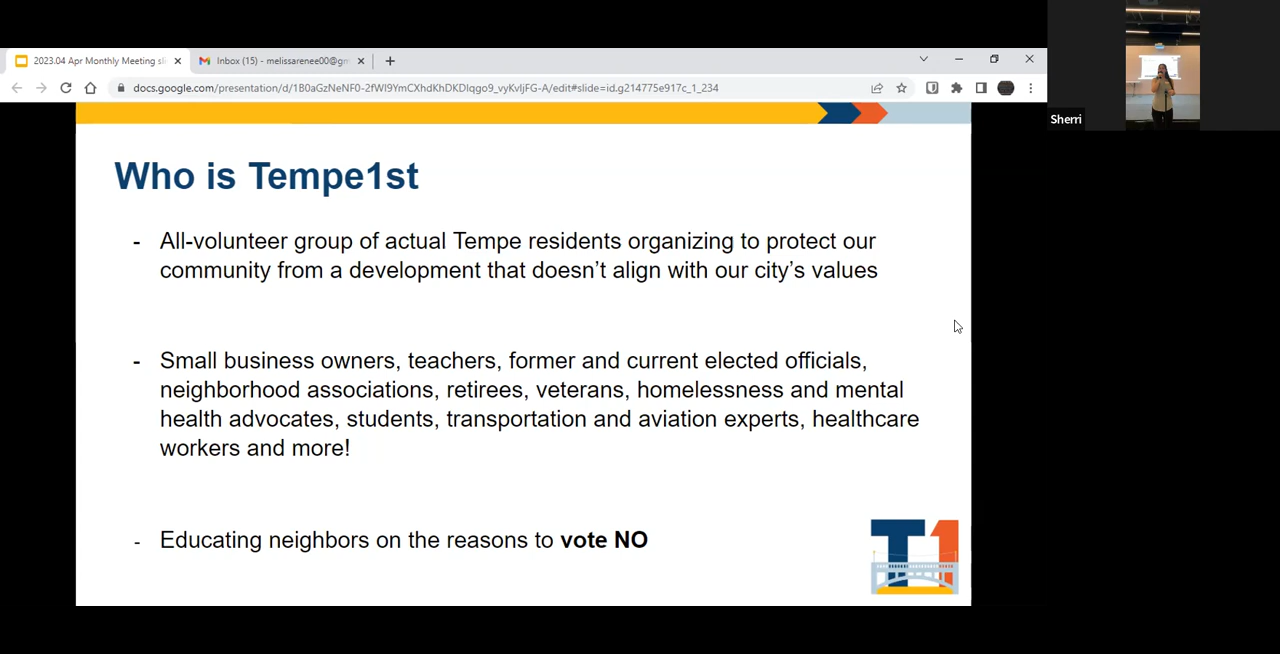 2023.04 Apr Monthly Meeting sli
Inbox (15) - melissarenee00@gm
docs.google.com/presentation/d/1B0aGzNeNF0-2fWl9YmCXhdKhDKDlqgo9_vyKvIjFG-A/edit#slide=id.g214775e917c_1_234
Sherri
Who is Tempe1st
- All-volunteer group of actual Tempe residents organizing to protect our
community from a development that doesn’t align with our city’s values
- Small business owners, teachers, former and current elected officials,
neighborhood associations, retirees, veterans, homelessness and mental
health advocates, students, transportation and aviation experts, healthcare
workers and more!
- Educating neighbors on the reasons to vote NO
T1